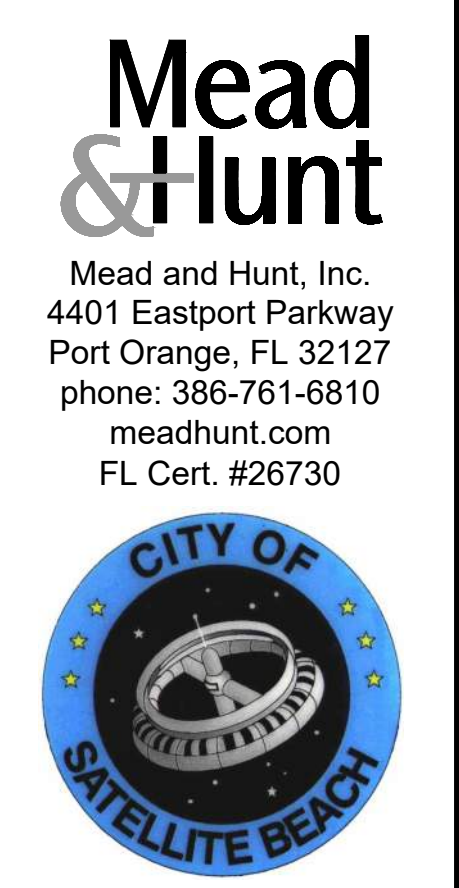 Mead
&Hunt
Mead and Hunt, Inc.
4401 Eastport Parkway
Port Orange, FL 32127
phone: 386-761-6810
meadhunt.com
FL Cert. #26730
CITY OF
SATELLITE BEACH